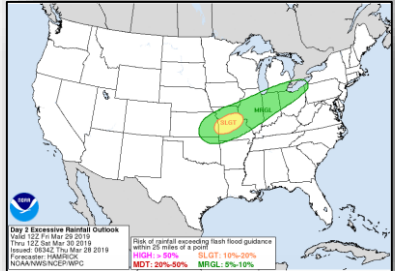 MRGL
SLGT
NOAA
Day 2 Excessive Rainfall Outlook
Valid 12Z Fri Mar 29 2019
Thru 12Z Sat Mar 30 2019
Issued: 0634Z Thu Mar 28 2019
Forecaster: HAMRICK
NOAA/NWS/NCEP/WPC
Risk of rainfall exceeding flash flood guidance
within 25 miles of a point
HIGH: > 50% SLGT: 10%-20%
MDT: 20%-50% MRGL: 5%-10%